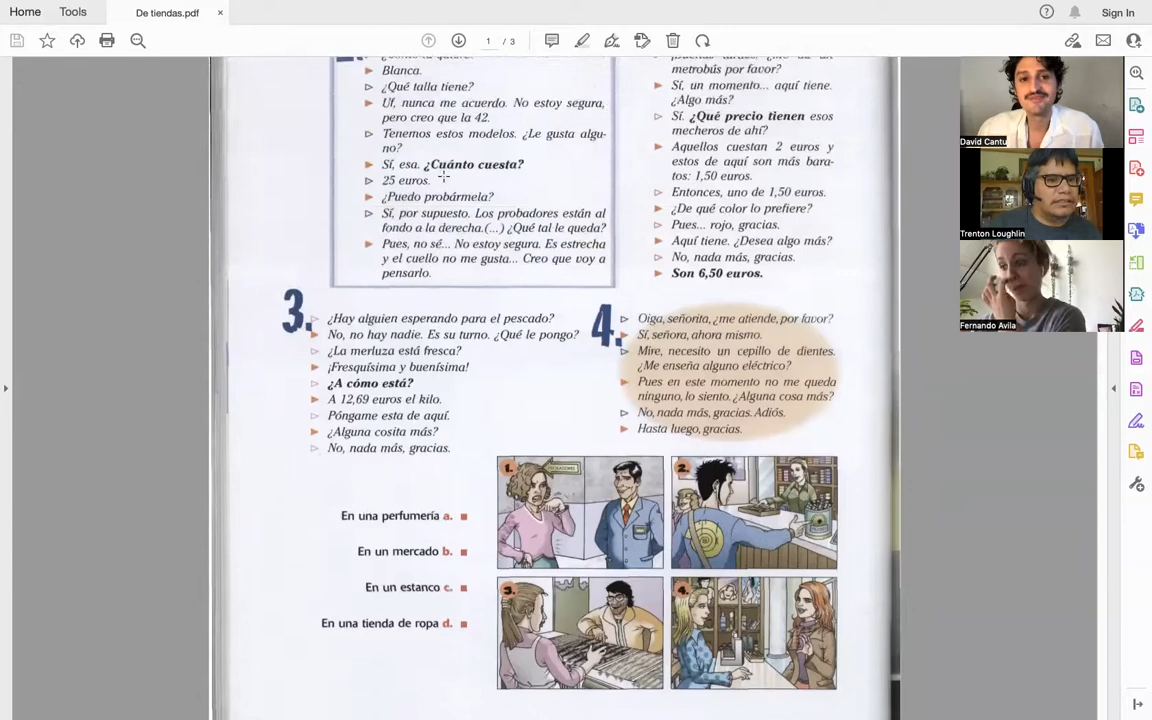 Home
Tools
De tiendas.pdf
×
?
Sign In
1 / 3
Blanca.
¿Qué talla tiene?
Uf, nunca me acuerdo. No estoy segura,
pero creo que la 42.
Tenemos estos modelos. ¿Le gusta algu-
no?
Sí, esa. ¿Cuánto cuesta?
25 euros.
¿Puedo probármela?
Sí, por supuesto. Los probadores están al
fondo a la derecha.(...) ¿Qué tal le queda?
Pues, no sé... No estoy segura. Es estrecha
y el cuello no me gusta... Creo que voy a
pensarlo.
metrobús por favor?
Sí, un momento... aquí tiene.
¿Algo más?
Sí. ¿Qué precio tienen esos
mecheros de ahí?
Aquellos cuestan 2 euros y
estos de aquí son más bara-
tos: 1,50 euros.
Entonces, uno de 1,50 euros.
¿De qué color lo prefiere?
Pues... rojo, gracias.
Aquí tiene. ¿Desea algo más?
No, nada más, gracias.
Son 6,50 euros.
3.
¿Hay alguien esperando para el pescado?
No, no hay nadie. Es su turno. ¿Qué le pongo?
¿La merluza está fresca?
¡Fresquísima y buenísima!
¿A cómo está?
A 12,69 euros el kilo.
Póngame esta de aquí.
¿Alguna cosita más?
No, nada más, gracias.
4.
Oiga, señorita, ¿me atiende, por favor?
Sí, señora, ahora mismo.
Mire, necesito un cepillo de dientes.
¿Me enseña alguno eléctrico?
Pues en este momento no me queda
ninguno, lo siento. ¿Alguna cosa más?
No, nada más, gracias. Adiós.
Hasta luego, gracias.
En una perfumería a.
En un mercado b.
En un estanco c.
En una tienda de ropa d.
1.
PROBADORES
2.
3.
4.
David Cantu
Trenton Loughlin
Fernando Avila